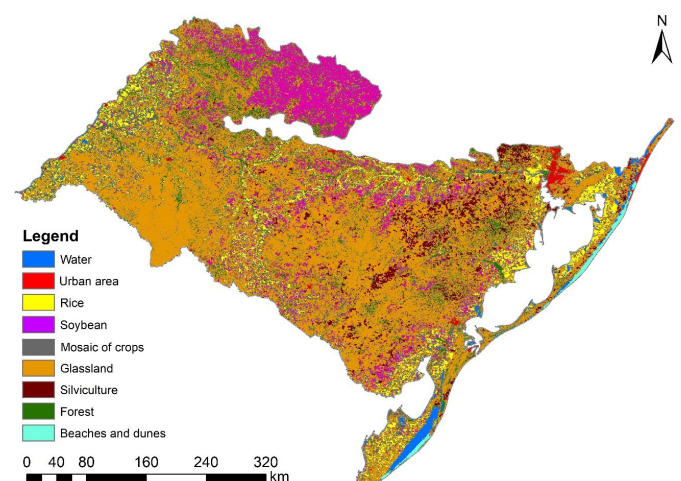 N
Legend
Water
Urban area
Rice
Soybean
Mosaic of crops
Glassland
Silviculture
Forest
Beaches and dunes
0 40 80 160 240 320
km